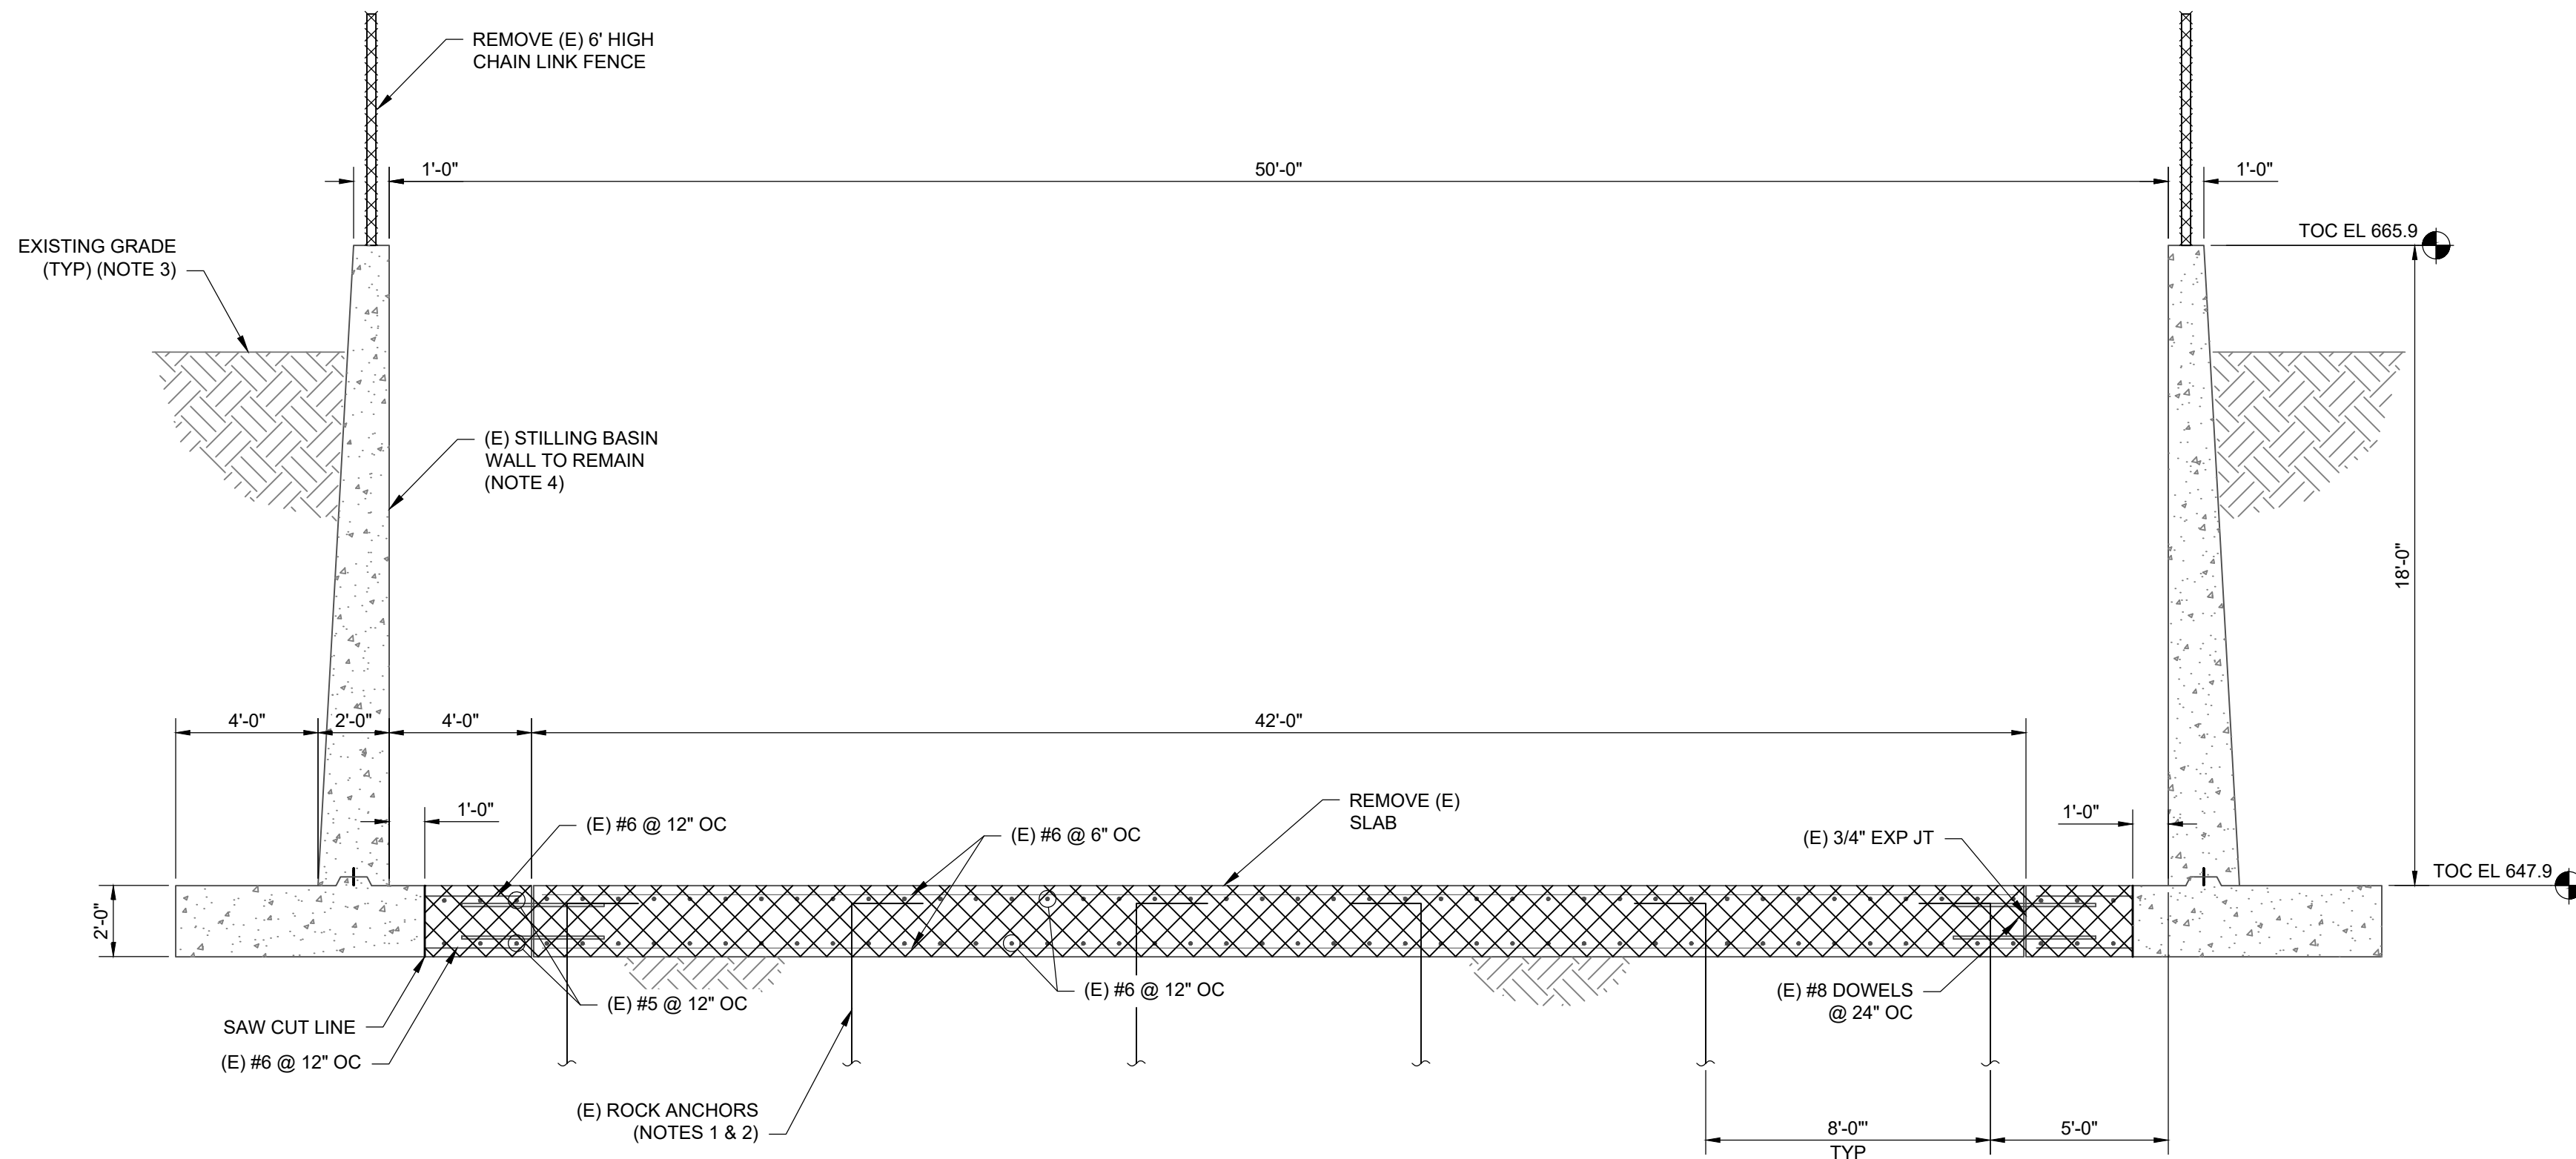 REMOVE (E) 6' HIGH
CHAIN LINK FENCE
1'-0"
50'-0"
1'-0"
TOC EL 665.9
EXISTING GRADE
(TYP) (NOTE 3)
(E) STILLING BASIN
WALL TO REMAIN
(NOTE 4)
18'-0"
4'-0"
2'-0"
4'-0"
42'-0"
1'-0"
(E) #6 @ 12" OC
(E) #6 @ 6" OC
REMOVE (E)
SLAB
(E) 3/4" EXP JT
1'-0"
TOC EL 647.9
2'-0"
(E) #5 @ 12" OC
(E) #6 @ 12" OC
(E) #8 DOWELS
@ 24" OC
SAW CUT LINE
(E) #6 @ 12" OC
(E) ROCK ANCHORS
(NOTES 1 & 2)
8'-0"'
TYP
5'-0"